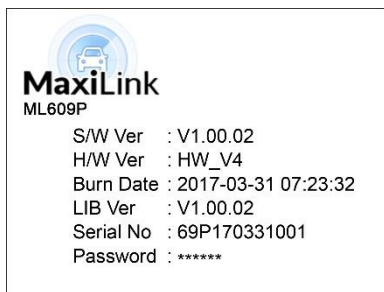 MaxiLink
ML609P
S/W Ver : V1.00.02
H/W Ver : HW_V4
Burn Date : 2017-03-31 07:23:32
LIB Ver : V1.00.02
Serial No : 69P170331001
Password : ******